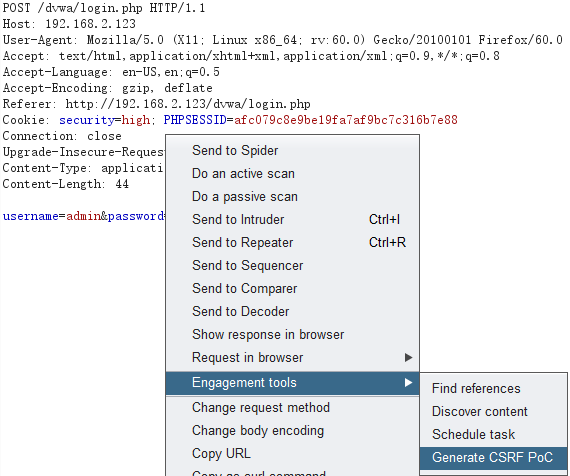 POST /dvwa/login.php HTTP/1.1
Host: 192.168.2.123
User-Agent: Mozilla/5.0 (X11; Linux x86_64; rv:60.0) Gecko/20100101 Firefox/60.0
Accept: text/html,application/xhtml+xml,application/xml;q=0.9,*/*;q=0.8
Accept-Language: en-US,en;q=0.5
Accept-Encoding: gzip, deflate
Referer: http://192.168.2.123/dvwa/login.php
Cookie: security=high; PHPSESSID=afc079c8e9be19fa7af9bc7c316b7e88
Connection: close
Upgrade-Insecure-Reques
Content-Type: applicati
Content-Length: 44
username=admin&password=
Send to Spider
Do an active scan
Do a passive scan
Send to Intruder Ctrl+I
Send to Repeater Ctrl+R
Send to Sequencer
Send to Comparer
Send to Decoder
Show response in browser
Request in browser
Engagement tools
Change request method
Change body encoding
Copy URL
Copy as curl command
Find references
Discover content
Schedule task
Generate CSRF PoC